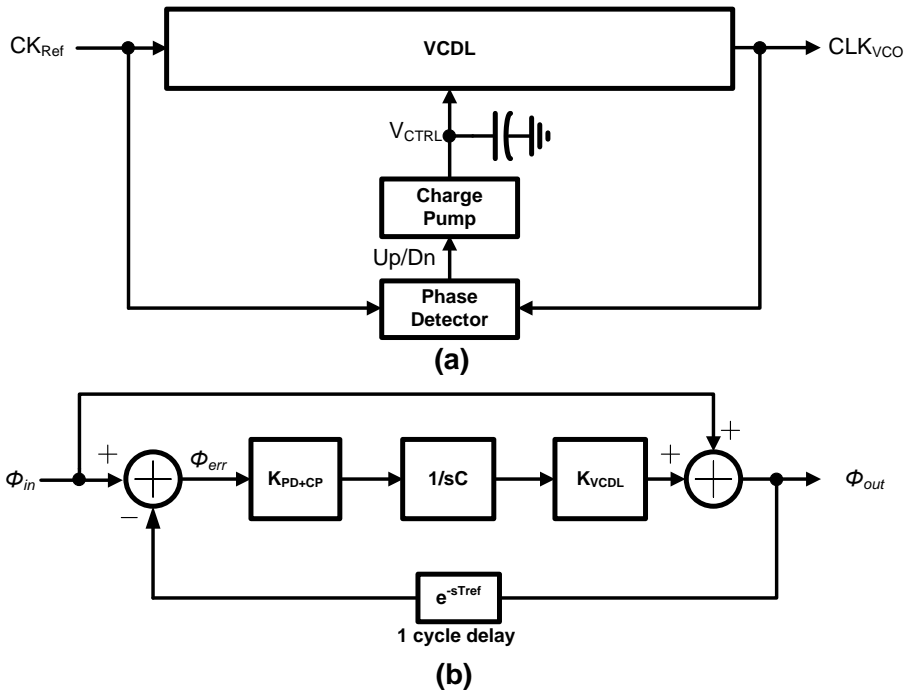 CK_Ref
VCDL
CLK_VCO
V_CTRL
Charge
Pump
Up/Dn
Phase
Detector
(a)
+
+
Φ_in
Φ_err
K_PD+CP
1/sC
K_VCDL
+
Φ_out
−
e^-sTref
1 cycle delay
(b)